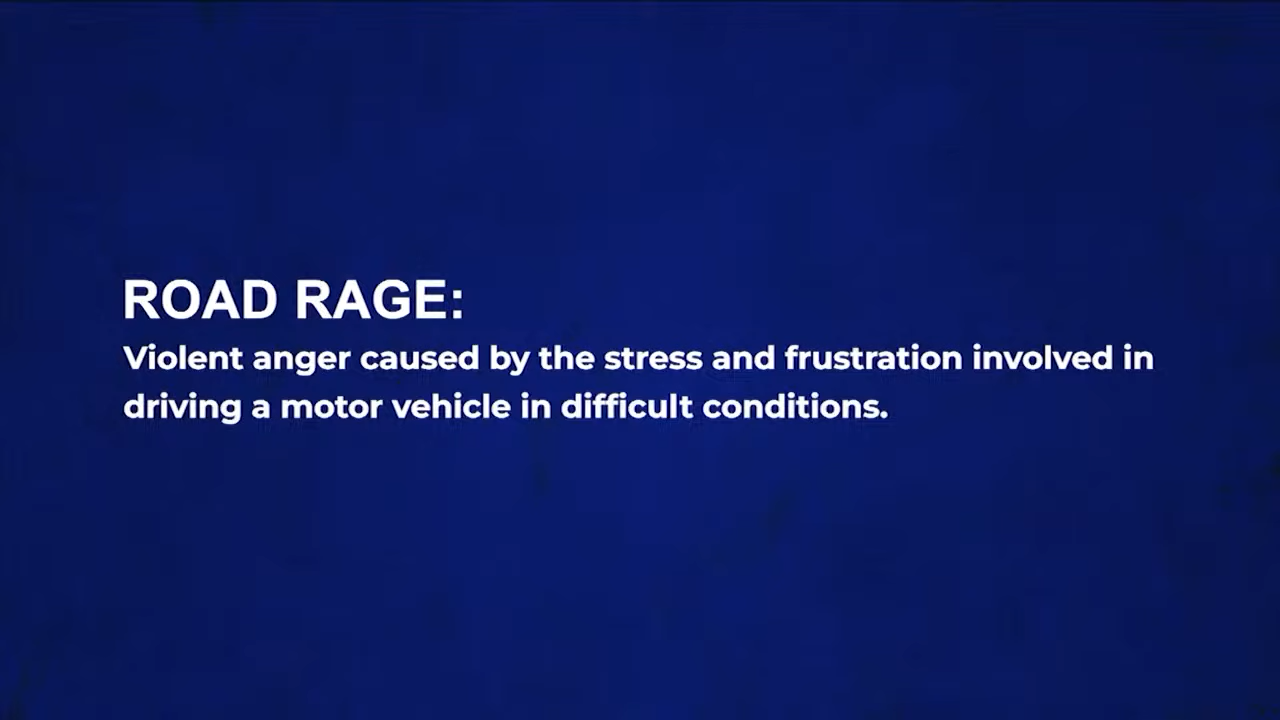 ROAD RAGE:
Violent anger caused by the stress and frustration involved in
driving a motor vehicle in difficult conditions.